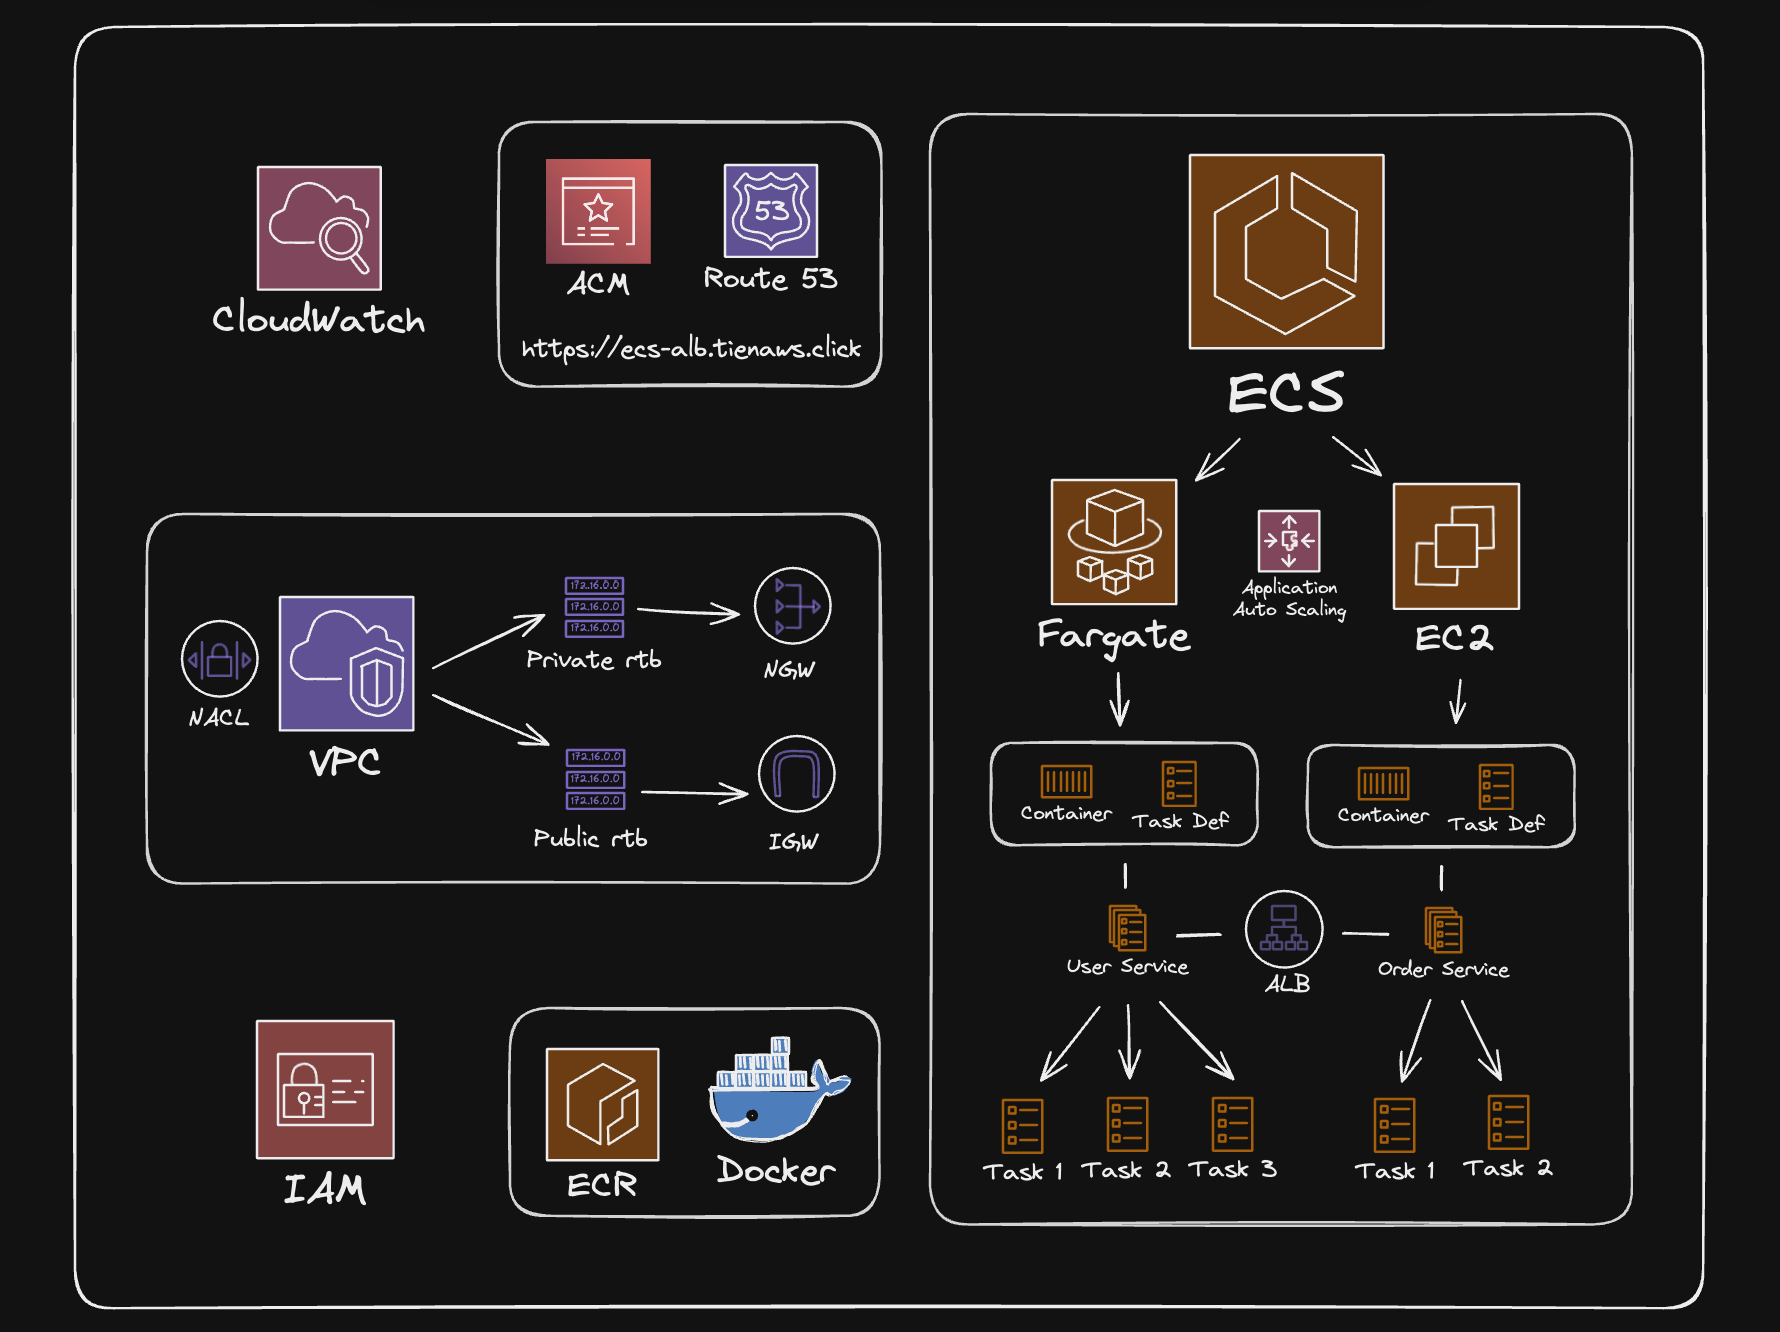 CloudWatch
ACM
53
Route 53
https://ecs-alb.tienaws.click
ECS
Fargate
Application
Auto Scaling
EC2
NACL
VPC
172.16.0.0
172.16.0.0
172.16.0.0
Private rtb
NGW
172.16.0.0
172.16.0.0
172.16.0.0
Public rtb
IGW
Container
Task Def
Container
Task Def
User Service
ALB
Order Service
Task 1
Task 2
Task 3
Task 1
Task 2
IAM
ECR
Docker